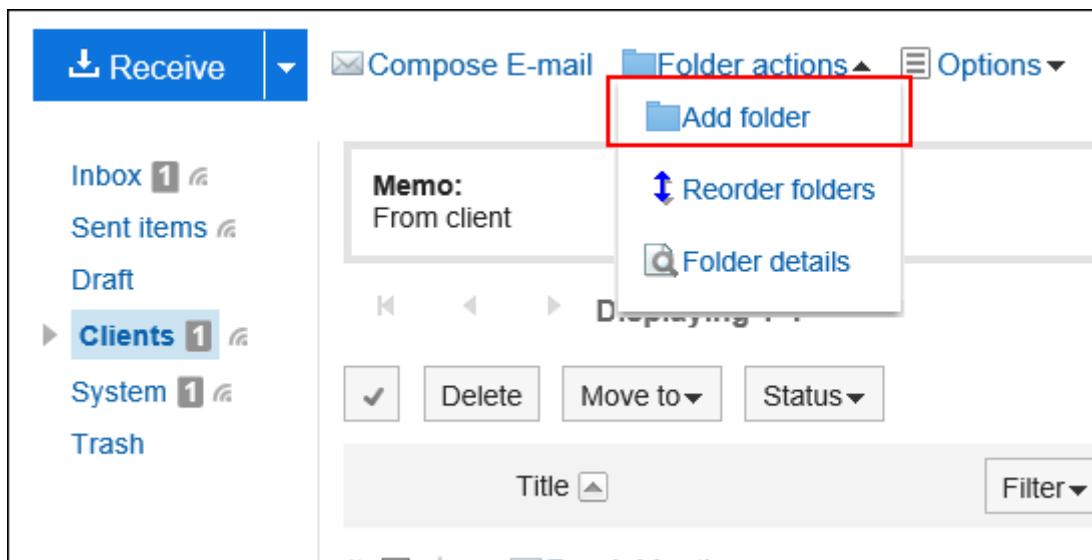 Receive
Compose E-mail Folder actions Options
Add folder
Reorder folders
Folder details
Inbox 1
Sent items
Draft
Clients 1
System 1
Trash
Memo:
From client
Delete Move to Status
Title Filter